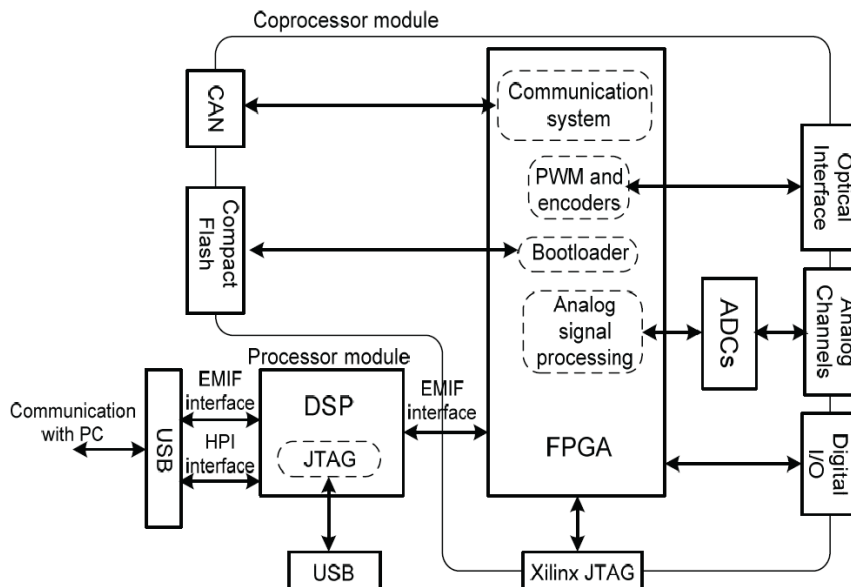 Coprocessor module
CAN
Communication
system
Optical
Interface
PWM and
encoders
Compact
Flash
Bootloader
Analog
signal
processing
ADCs
Analog
Channels
Processor module
EMIF
interface
DSP
EMIF
interface
Communication
with PC
USB
HPI
interface
JTAG
FPGA
Digital
I/O
USB
Xilinx JTAG